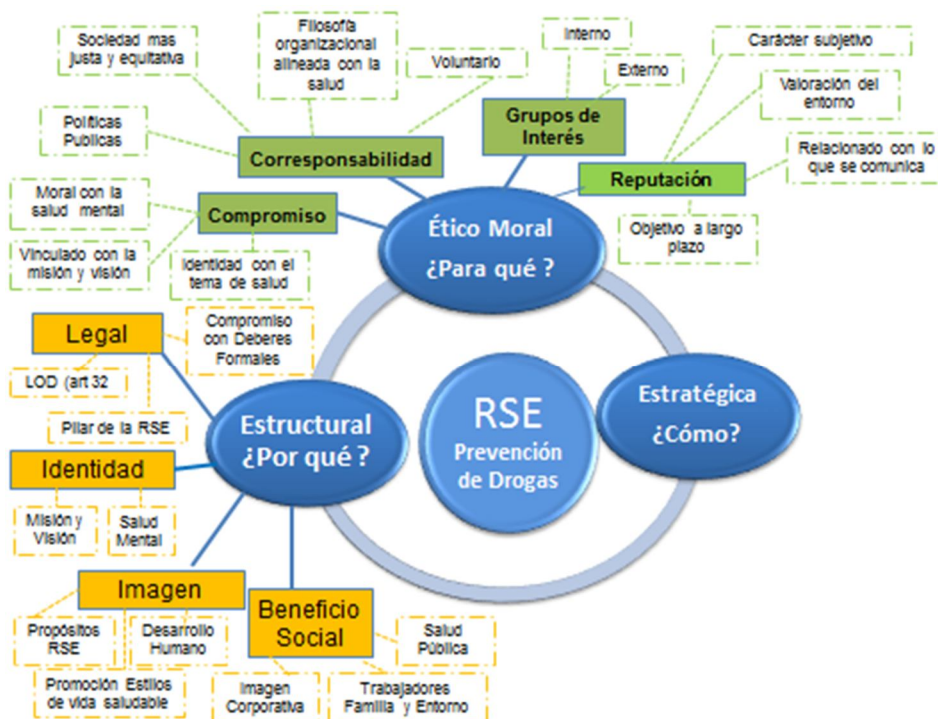 Sociedad mas
justa y equitativa
Filosofía
organizacional
alineada con la
salud
Voluntario
Interno
Externo
Carácter subjetivo
Valoración del
entorno
Relacionado con lo
que se comunica
Objetivo a largo
plazo
Políticas
Publicas
Corresponsabilidad
Grupos de
Interés
Reputación
Moral con la
salud mental
Compromiso
Vinculado con la
misión y visión
Identidad con el
tema de salud
Ético Moral
¿Para qué ?
Legal
Compromiso
con Deberes
Formales
LOD (art 32
Pilar de la RSE
Estructural
¿Por qué ?
RSE
Prevención
de Drogas
Estratégica
¿Cómo?
Identidad
Misión y
Visión
Salud
Mental
Imagen
Propósitos
RSE
Desarrollo
Humano
Promoción Estilos
de vida saludable
Beneficio
Social
Salud
Pública
Imagen
Corporativa
Trabajadores
Familia y Entorno